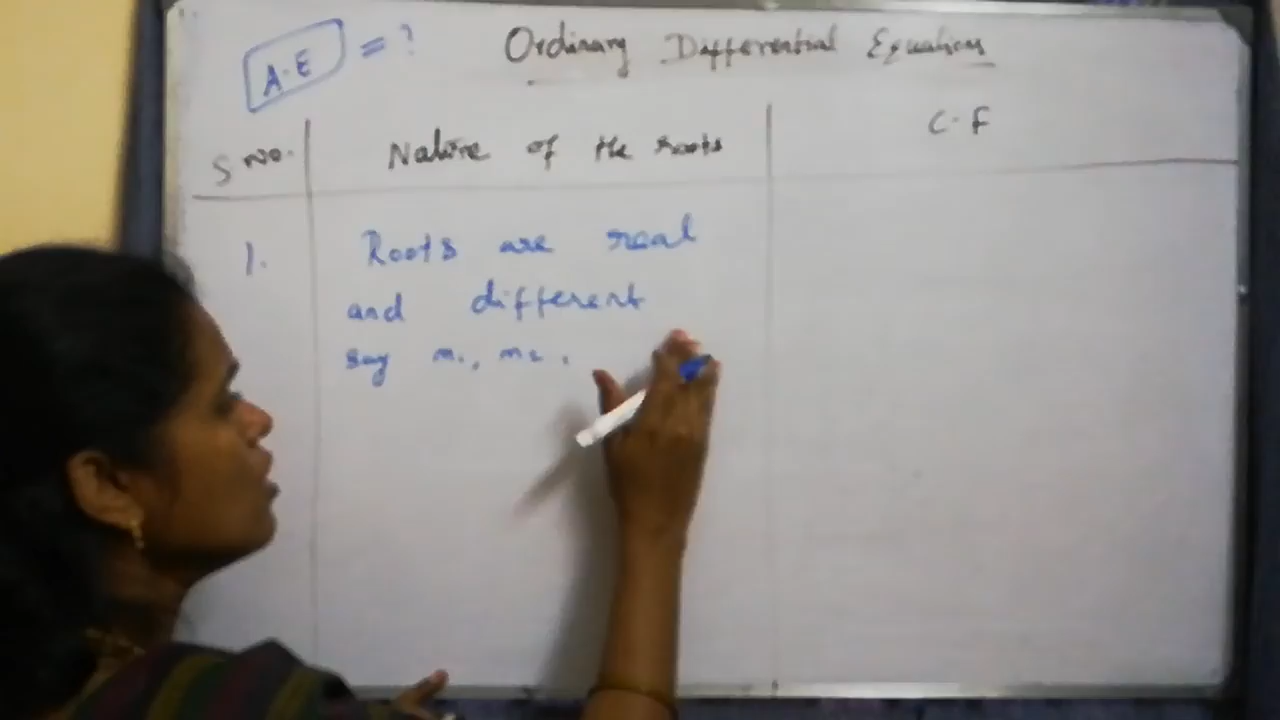 A.E = ?
Ordinary Differential Equations
S No. Nature of the roots C.F
1. Roots are real
and different
say m1, m2.